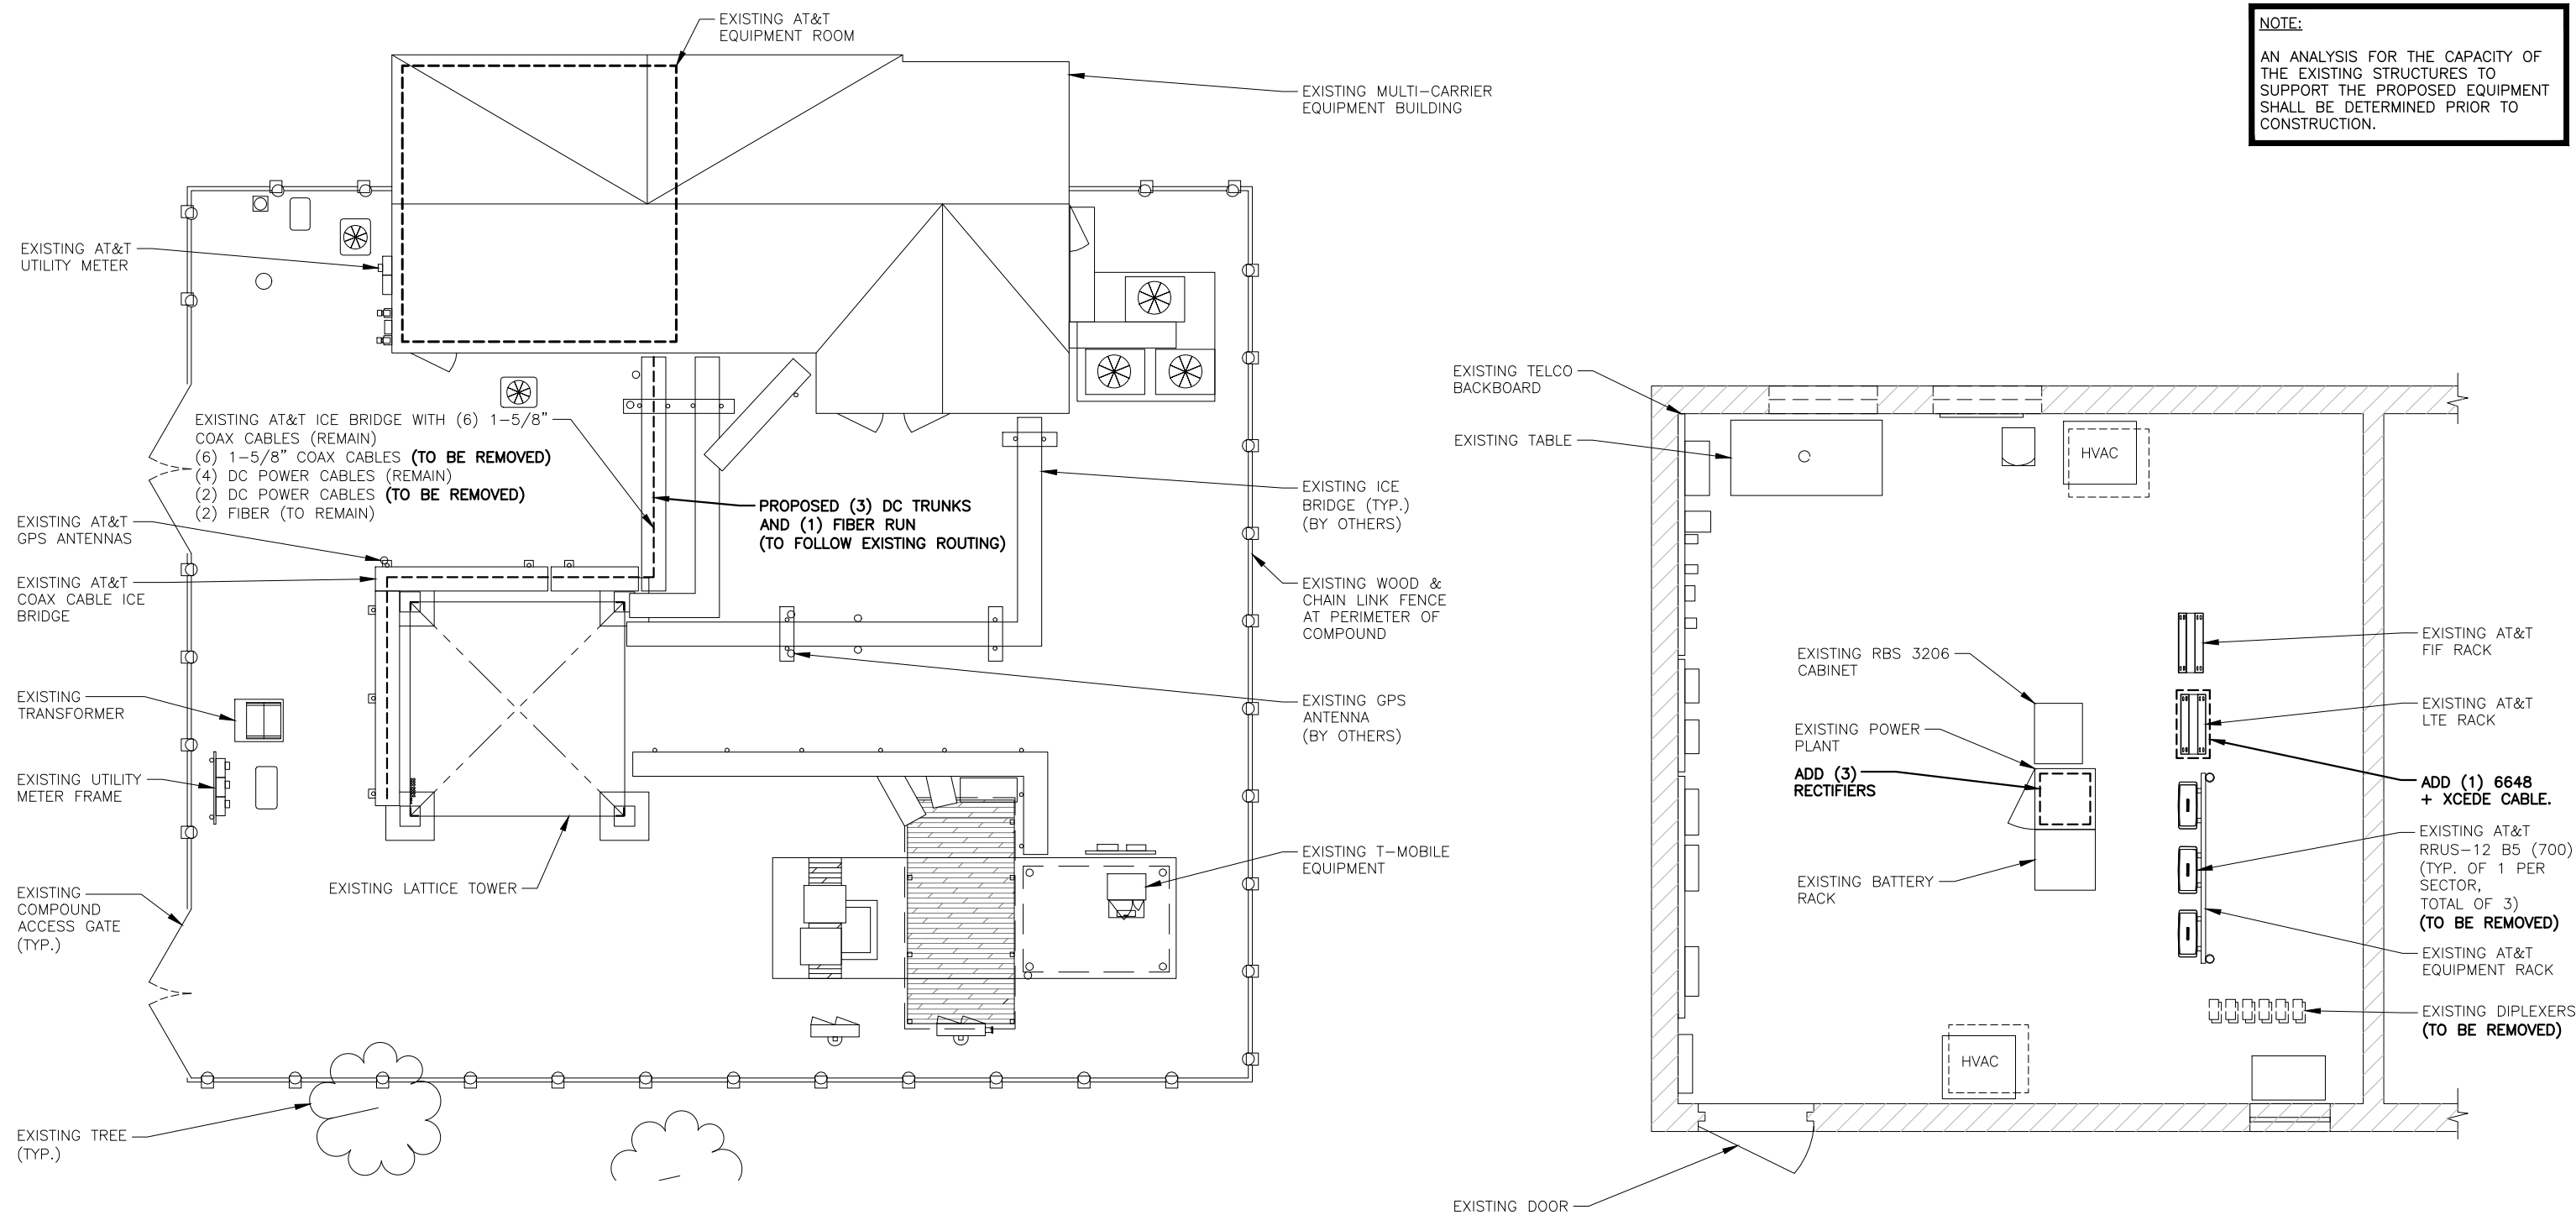 EXISTING AT&T
EQUIPMENT ROOM
EXISTING MULTI-CARRIER
EQUIPMENT BUILDING
EXISTING AT&T
UTILITY METER
EXISTING AT&T ICE BRIDGE WITH (6) 1-5/8"
COAX CABLES (REMAIN)
(6) 1-5/8" COAX CABLES (TO BE REMOVED)
(4) DC POWER CABLES (REMAIN)
(2) DC POWER CABLES (TO BE REMOVED)
(2) FIBER (TO REMAIN)
PROPOSED (3) DC TRUNKS
AND (1) FIBER RUN
(TO FOLLOW EXISTING ROUTING)
EXISTING ICE
BRIDGE (TYP.)
(BY OTHERS)
EXISTING AT&T
GPS ANTENNAS
EXISTING AT&T
COAX CABLE ICE
BRIDGE
EXISTING WOOD &
CHAIN LINK FENCE
AT PERIMETER OF
COMPOUND
EXISTING
TRANSFORMER
EXISTING GPS
ANTENNA
(BY OTHERS)
EXISTING UTILITY
METER FRAME
EXISTING T-MOBILE
EQUIPMENT
EXISTING LATTICE TOWER
EXISTING
COMPOUND
ACCESS GATE
(TYP.)
EXISTING TREE
(TYP.)
NOTE:
AN ANALYSIS FOR THE CAPACITY OF
THE EXISTING STRUCTURES TO
SUPPORT THE PROPOSED EQUIPMENT
SHALL BE DETERMINED PRIOR TO
CONSTRUCTION.
EXISTING TELCO
BACKBOARD
EXISTING TABLE
HVAC
EXISTING RBS 3206
CABINET
EXISTING POWER
PLANT
ADD (3)
RECTIFIERS
EXISTING BATTERY
RACK
EXISTING AT&T
FIF RACK
EXISTING AT&T
LTE RACK
ADD (1) 6648
+ XCEDE CABLE.
EXISTING AT&T
RRUS-12 B5 (700)
(TYP. OF 1 PER
SECTOR,
TOTAL OF 3)
(TO BE REMOVED)
EXISTING AT&T
EQUIPMENT RACK
EXISTING DIPLEXERS
(TO BE REMOVED)
HVAC
EXISTING DOOR